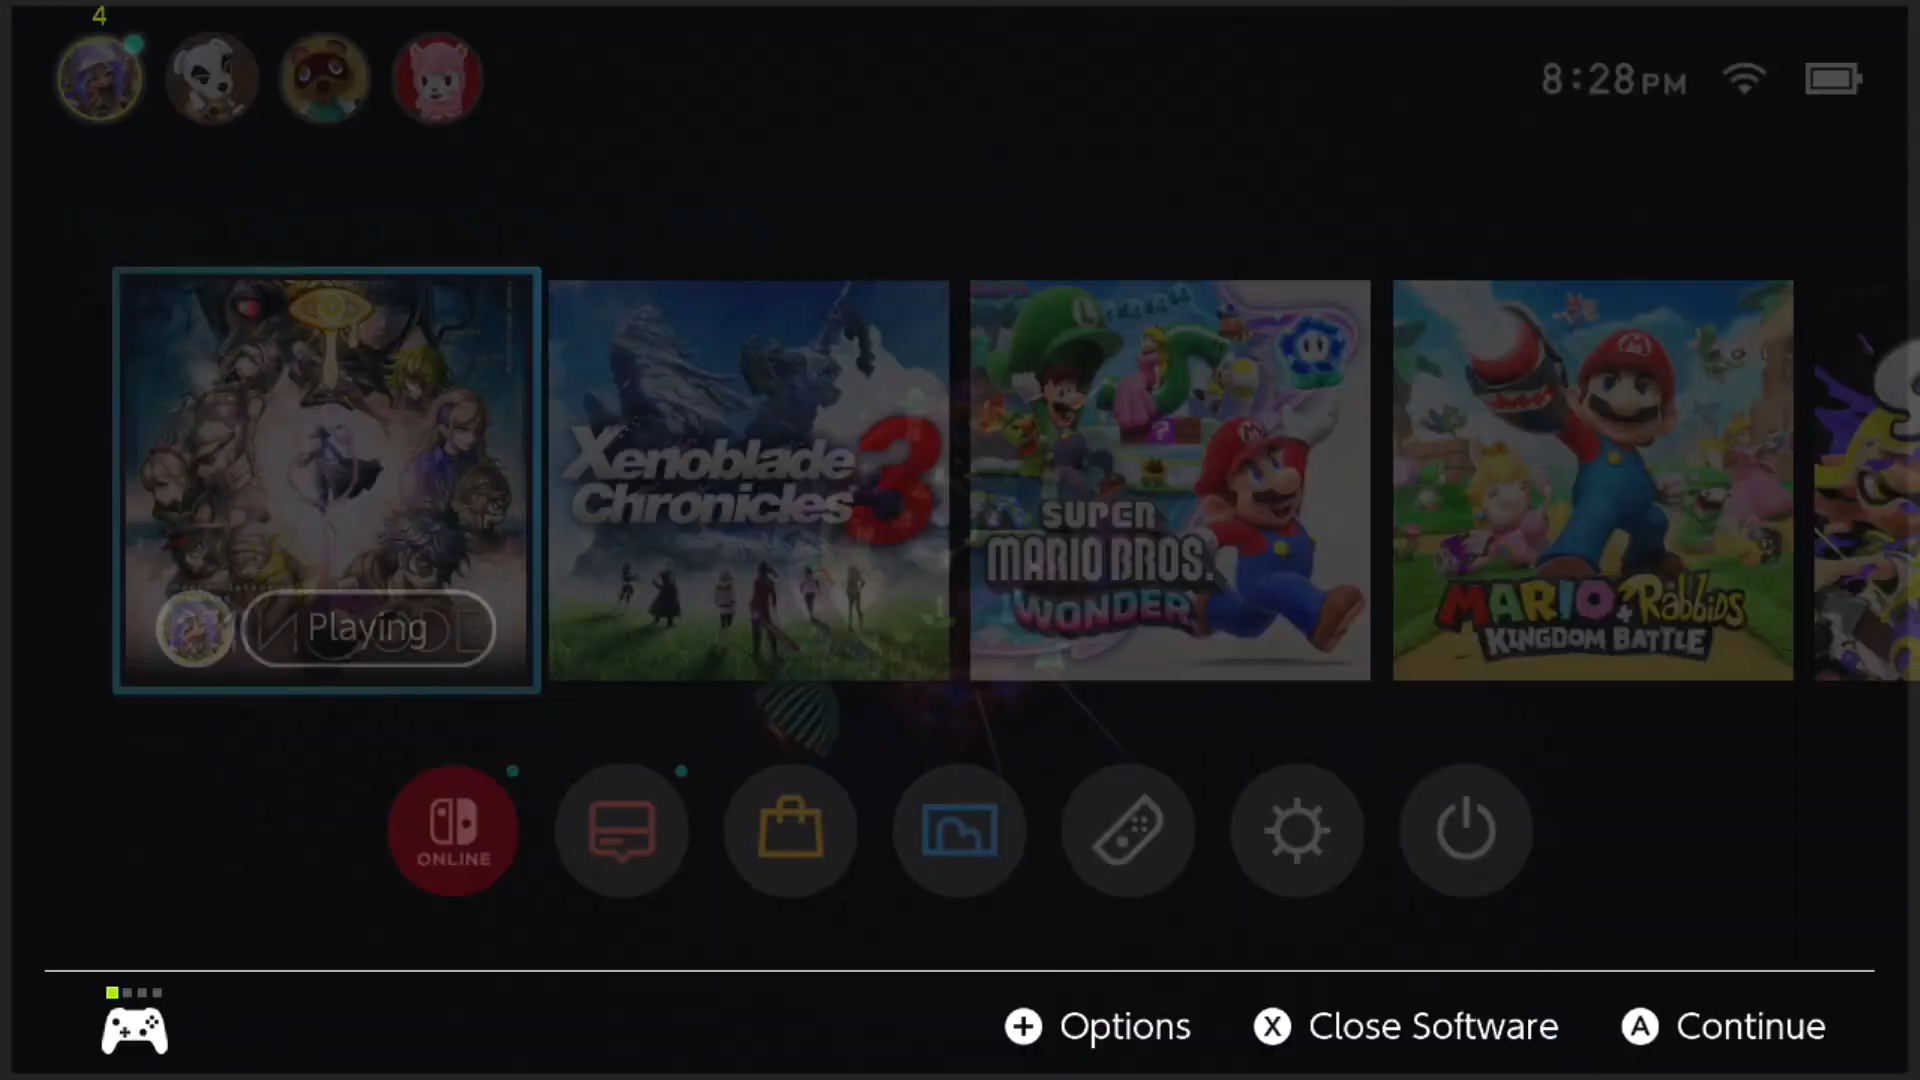 4
8:28PM
Xenoblade
Chronicles 3
SUPER
MARIO BROS.
WONDER
MARIO + Rabbids
KINGDOM BATTLE
Playing
ONLINE
+ Options
X Close Software
A Continue